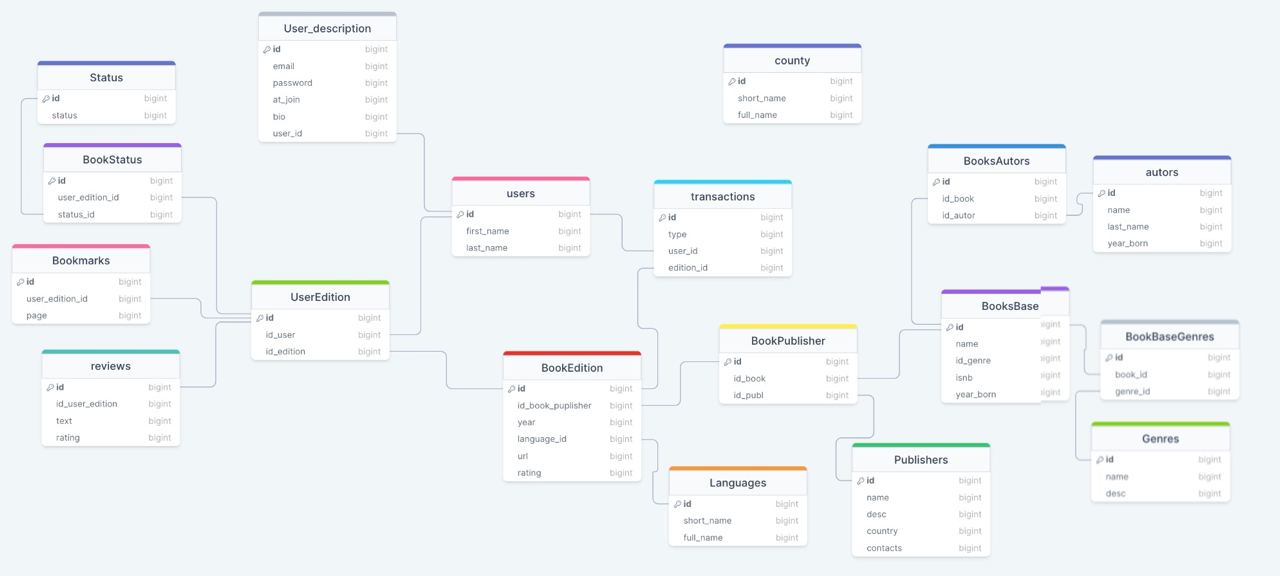 User_description
id bigint
email bigint
password bigint
at_join bigint
bio bigint
user_id bigint
county
id bigint
short_name bigint
full_name bigint
Status
id bigint
status bigint
BookStatus
id bigint
user_edition_id bigint
status_id bigint
Bookmarks
id bigint
user_edition_id bigint
page bigint
reviews
id bigint
id_user_edition bigint
text bigint
rating bigint
UserEdition
id bigint
id_user bigint
id_edition bigint
users
id bigint
first_name bigint
last_name bigint
transactions
id bigint
type bigint
user_id bigint
edition_id bigint
BookEdition
id bigint
id_book_puplisher bigint
year bigint
language_id bigint
url bigint
rating bigint
Languages
id bigint
short_name bigint
full_name bigint
BookPublisher
id bigint
id_book bigint
id_publ bigint
Publishers
id bigint
name bigint
desc bigint
country bigint
contacts bigint
BooksAutors
id bigint
id_book bigint
id_autor bigint
autors
id bigint
name bigint
last_name bigint
year_born bigint
BooksBase
id igint
name igint
id_genre igint
isnb igint
year_born igint
BookBaseGenres
id bigint
book_id bigint
genre_id bigint
Genres
id bigint
name bigint
desc bigint